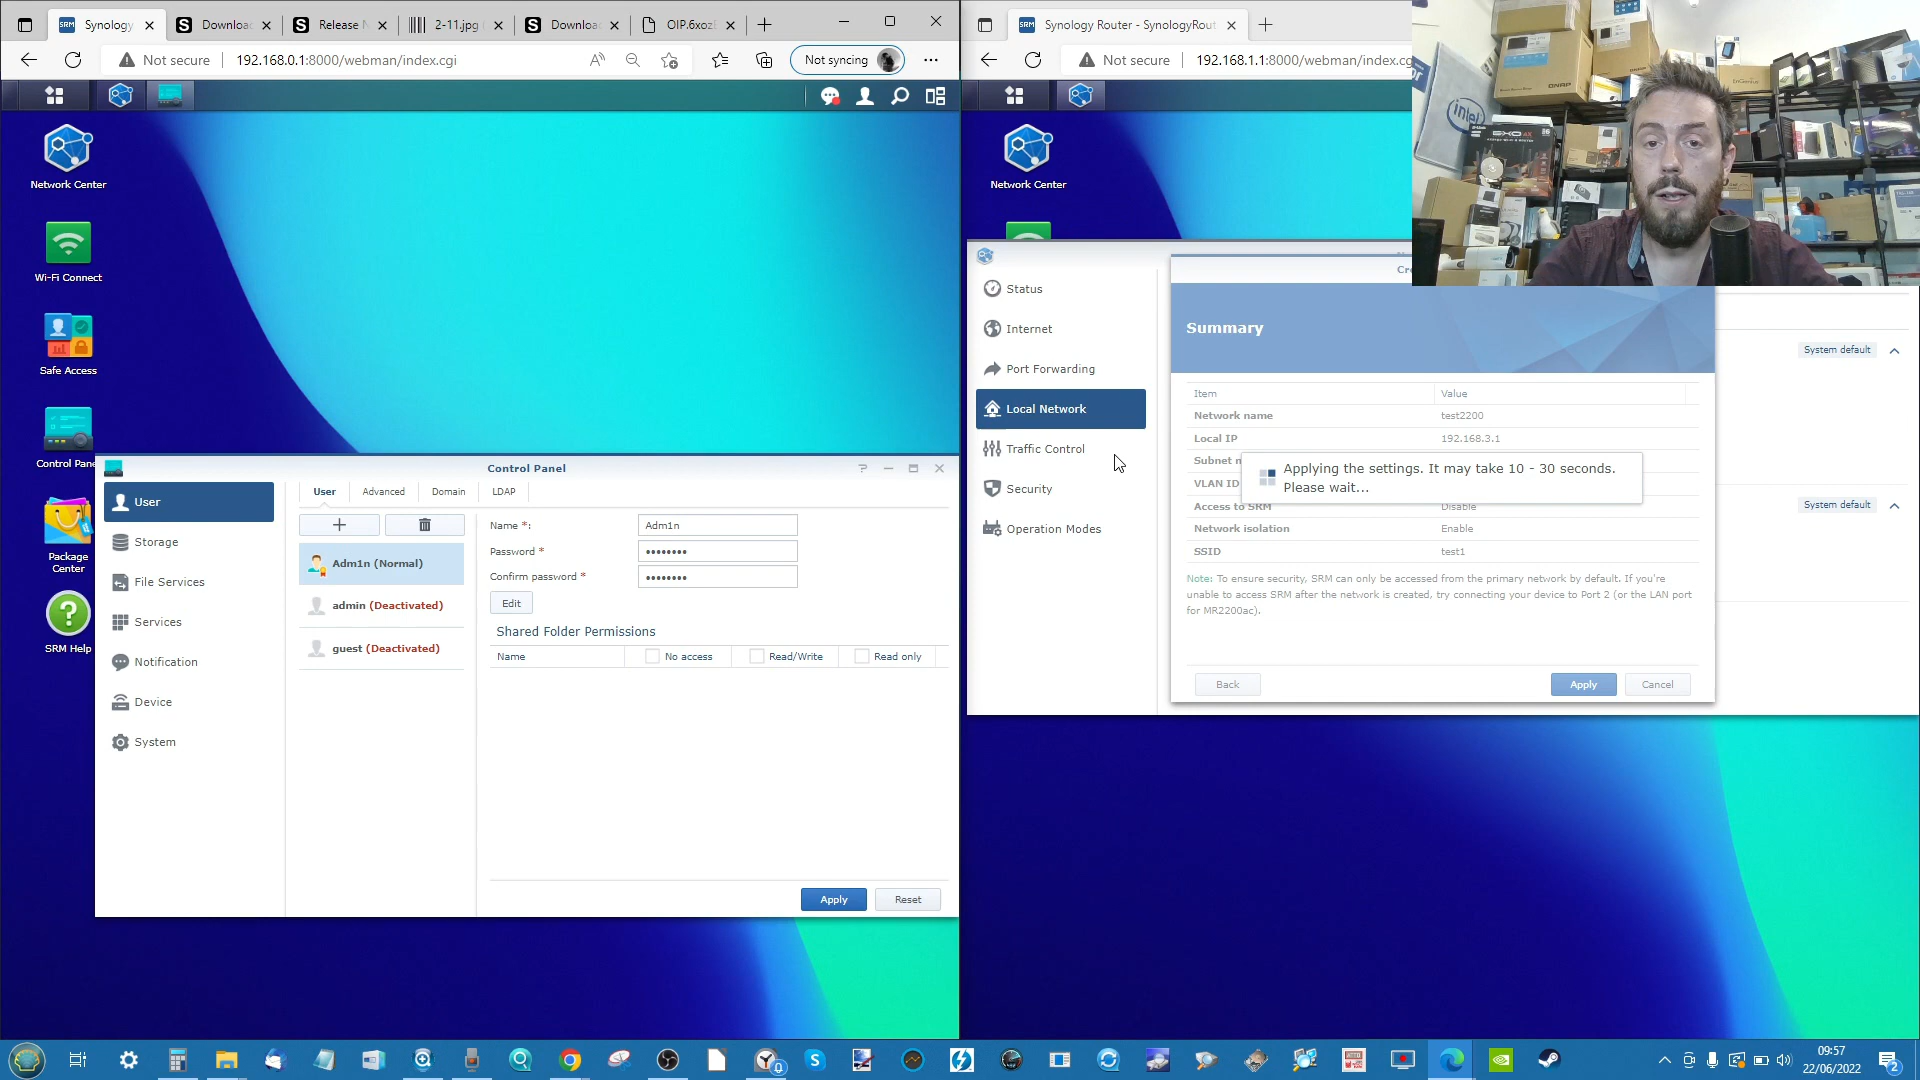 Synology
Downloa
Release N
2-11.jpg
Downloa
OIP.6xoz
Not secure
192.168.0.1:8000/webman/index.cgi
Not syncing
Network Center
Wi-Fi Connect
Safe Access
Control Pane
Package
Center
SRM Help
Control Panel
User
Storage
File Services
Services
Notification
Device
System
User
Advanced
Domain
LDAP
Adm1n (Normal)
admin (Deactivated)
guest (Deactivated)
Name *:
Adm1n
Password *
Confirm password *
Edit
Shared Folder Permissions
Name
No access
Read/Write
Read only
Apply
Reset
SRM
Synology Router - SynologyRout
Not secure
192.168.1.1:8000/webman/index.cg
Network Center
Status
Internet
Port Forwarding
Local Network
Traffic Control
Security
Operation Modes
Cre
Summary
Item
Value
Network name
test2200
Local IP
192.168.3.1
Subnet n
VLAN ID
Access to SRM
Disable
Network isolation
Enable
SSID
test1
Applying the settings. It may take 10 - 30 seconds.
Please wait...
Note: To ensure security, SRM can only be accessed from the primary network by default. If you're
unable to access SRM after the network is created, try connecting your device to Port 2 (or the LAN port
for MR2200ac).
Back
Apply
Cancel
System default
System default
intel
QNAP
09:57
22/06/2022
2